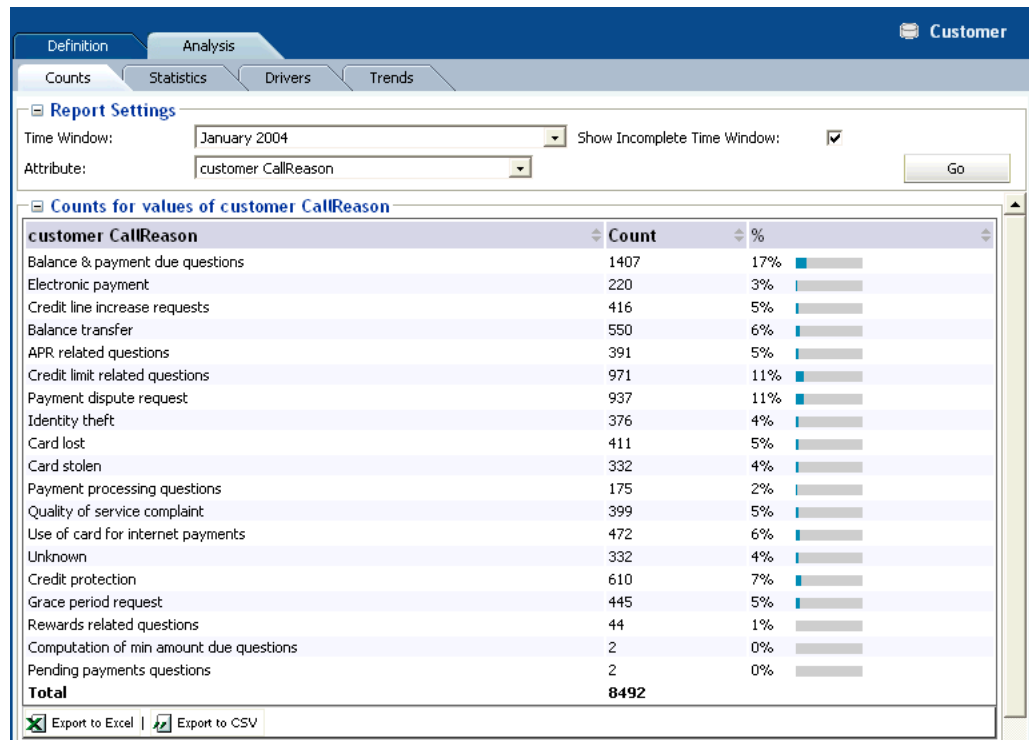 Customer
Definition Analysis
Counts Statistics Drivers Trends
Report Settings
Time Window: January 2004 Show Incomplete Time Window:
Attribute: customer CallReason Go
Counts for values of customer CallReason
customer CallReason Count %
Balance & payment due questions 1407 17%
Electronic payment 220 3%
Credit line increase requests 416 5%
Balance transfer 550 6%
APR related questions 391 5%
Credit limit related questions 971 11%
Payment dispute request 937 11%
Identity theft 376 4%
Card lost 411 5%
Card stolen 332 4%
Payment processing questions 175 2%
Quality of service complaint 399 5%
Use of card for internet payments 472 6%
Unknown 332 4%
Credit protection 610 7%
Grace period request 445 5%
Rewards related questions 44 1%
Computation of min amount due questions 2 0%
Pending payments questions 2 0%
Total 8492
Export to Excel | Export to CSV